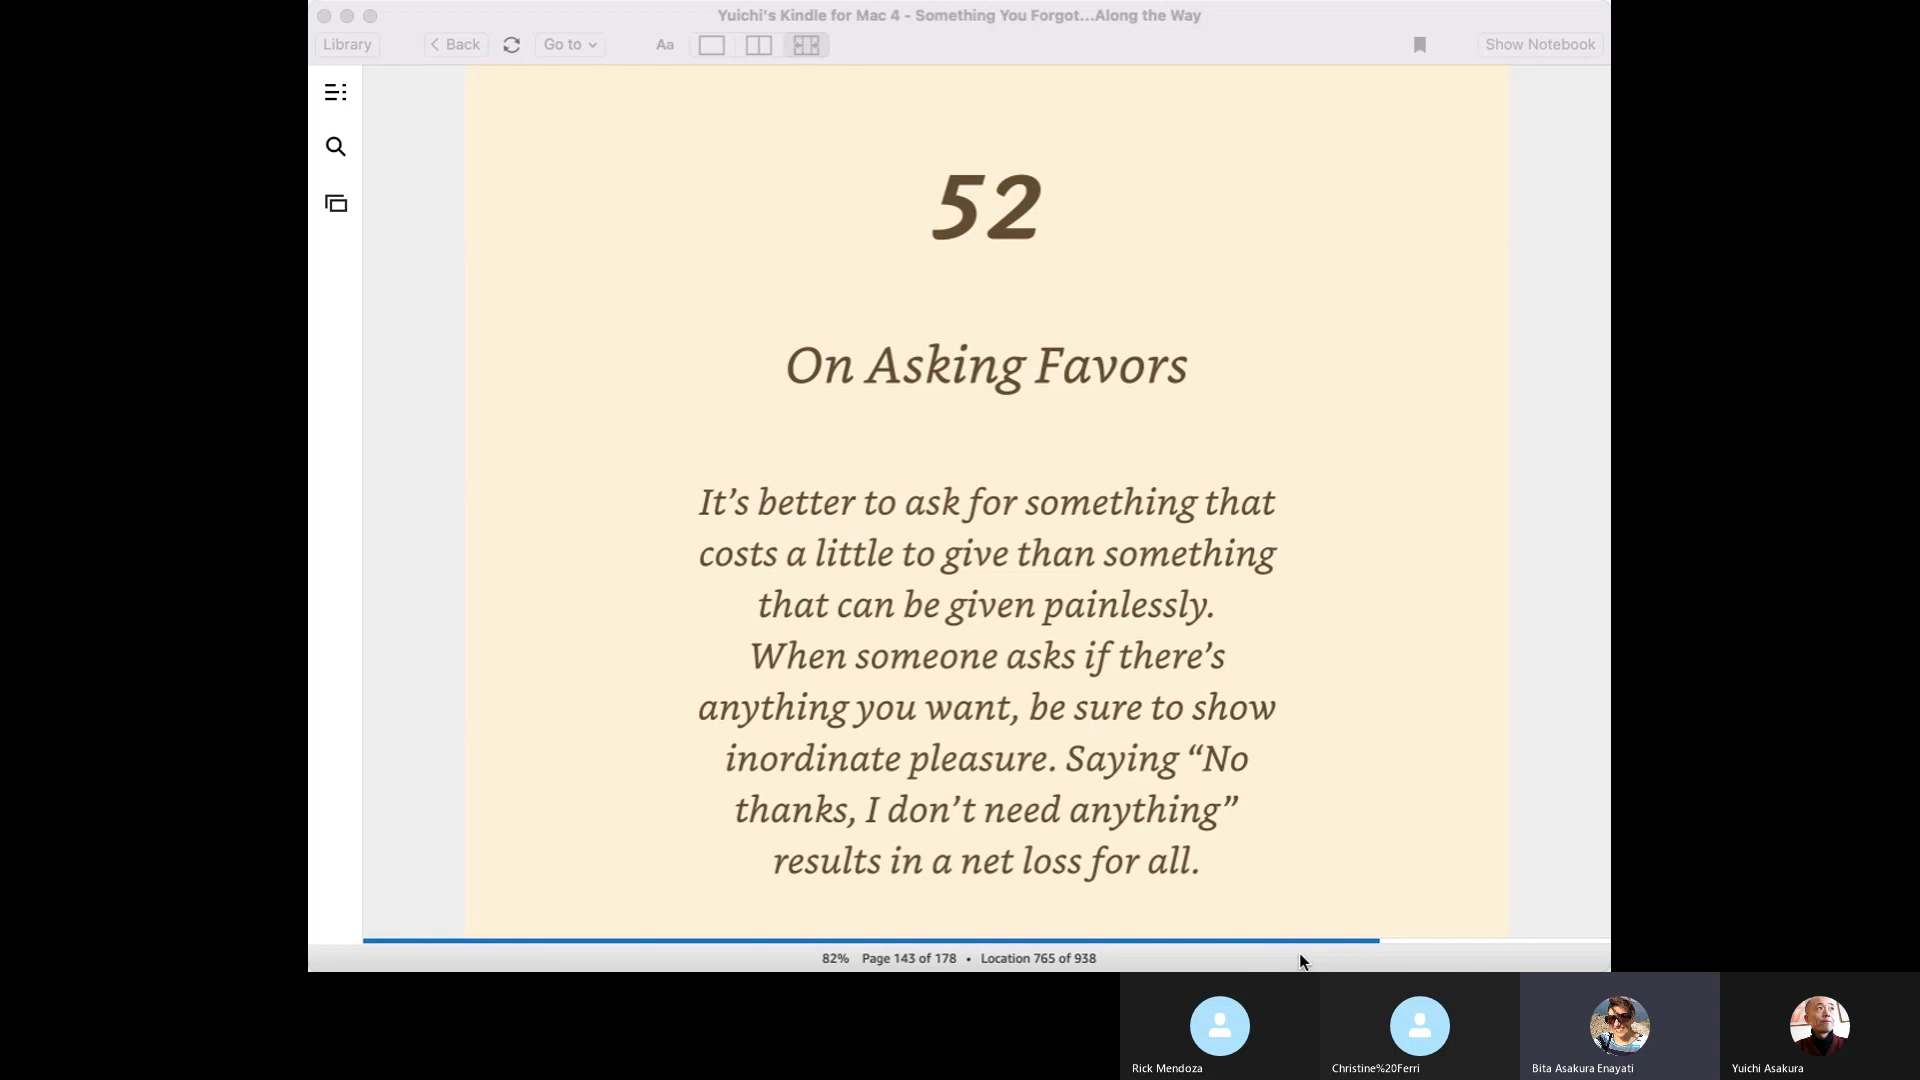 Yuichi's Kindle for Mac 4 - Something You Forgot...Along the Way
Library
Back
Go to
Aa
Show Notebook
52
On Asking Favors
It’s better to ask for something that
costs a little to give than something
that can be given painlessly.
When someone asks if there’s
anything you want, be sure to show
inordinate pleasure. Saying “No
thanks, I don’t need anything”
results in a net loss for all.
82% Page 143 of 178 • Location 765 of 938
Rick Mendoza
Christine%20Ferri
Bita Asakura Enayati
Yuichi Asakura